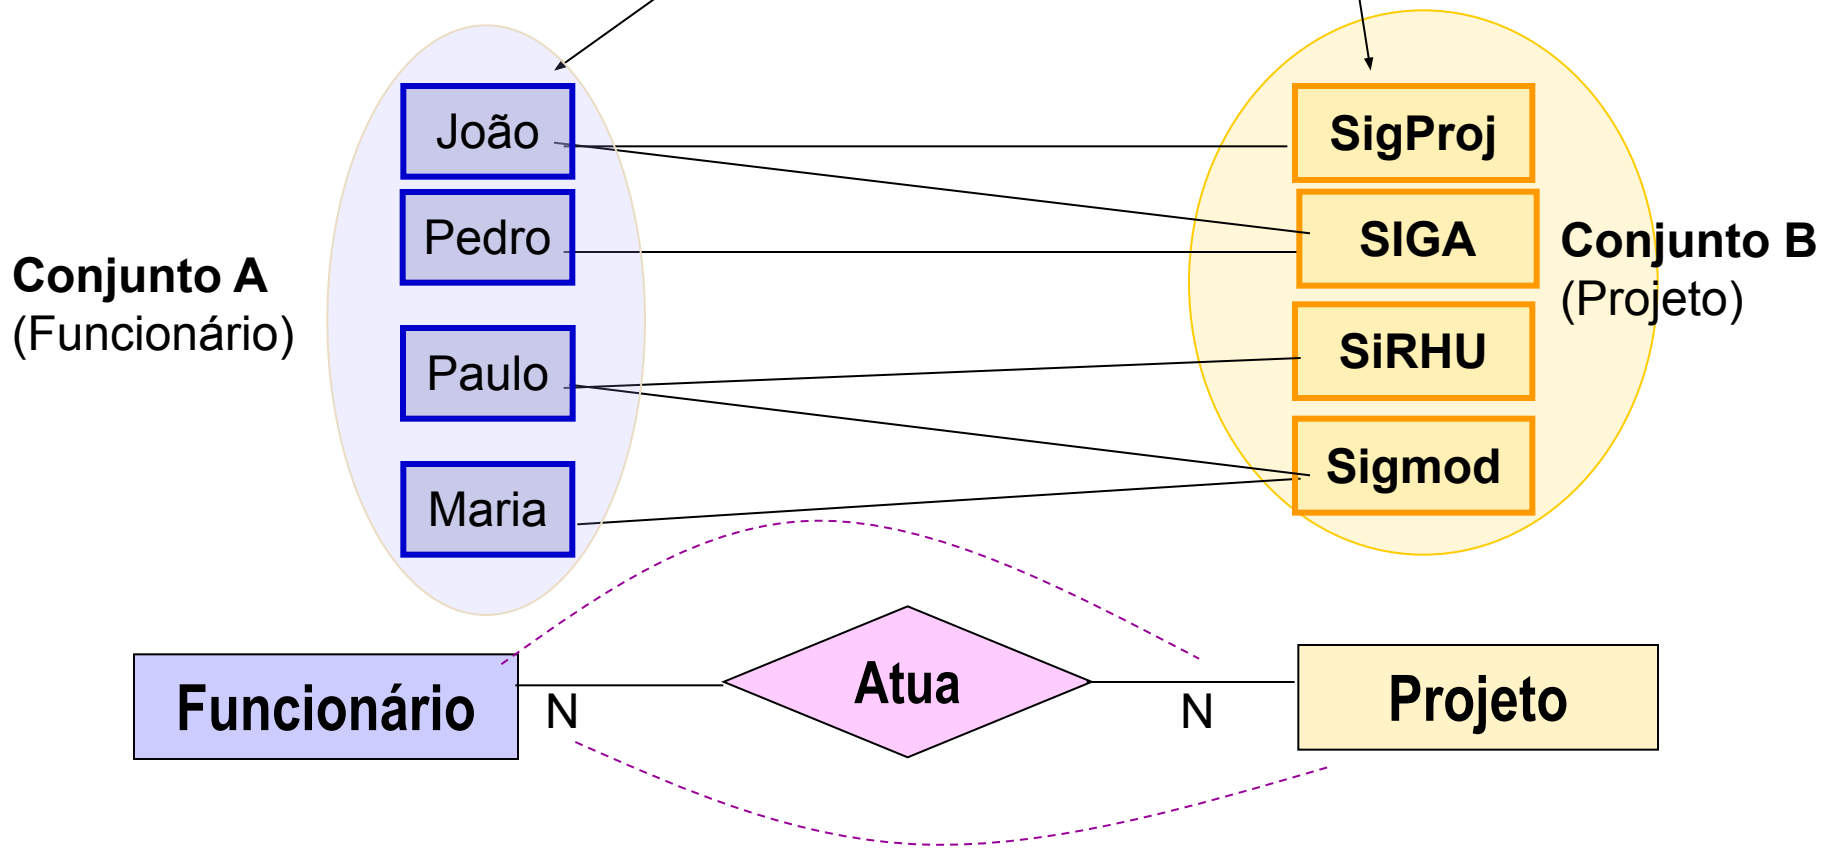 João
SigProj
Pedro
SIGA
Conjunto A
(Funcionário)
Conjunto B
(Projeto)
Paulo
SiRHU
Maria
Sigmod
Funcionário
N
Atua
N
Projeto